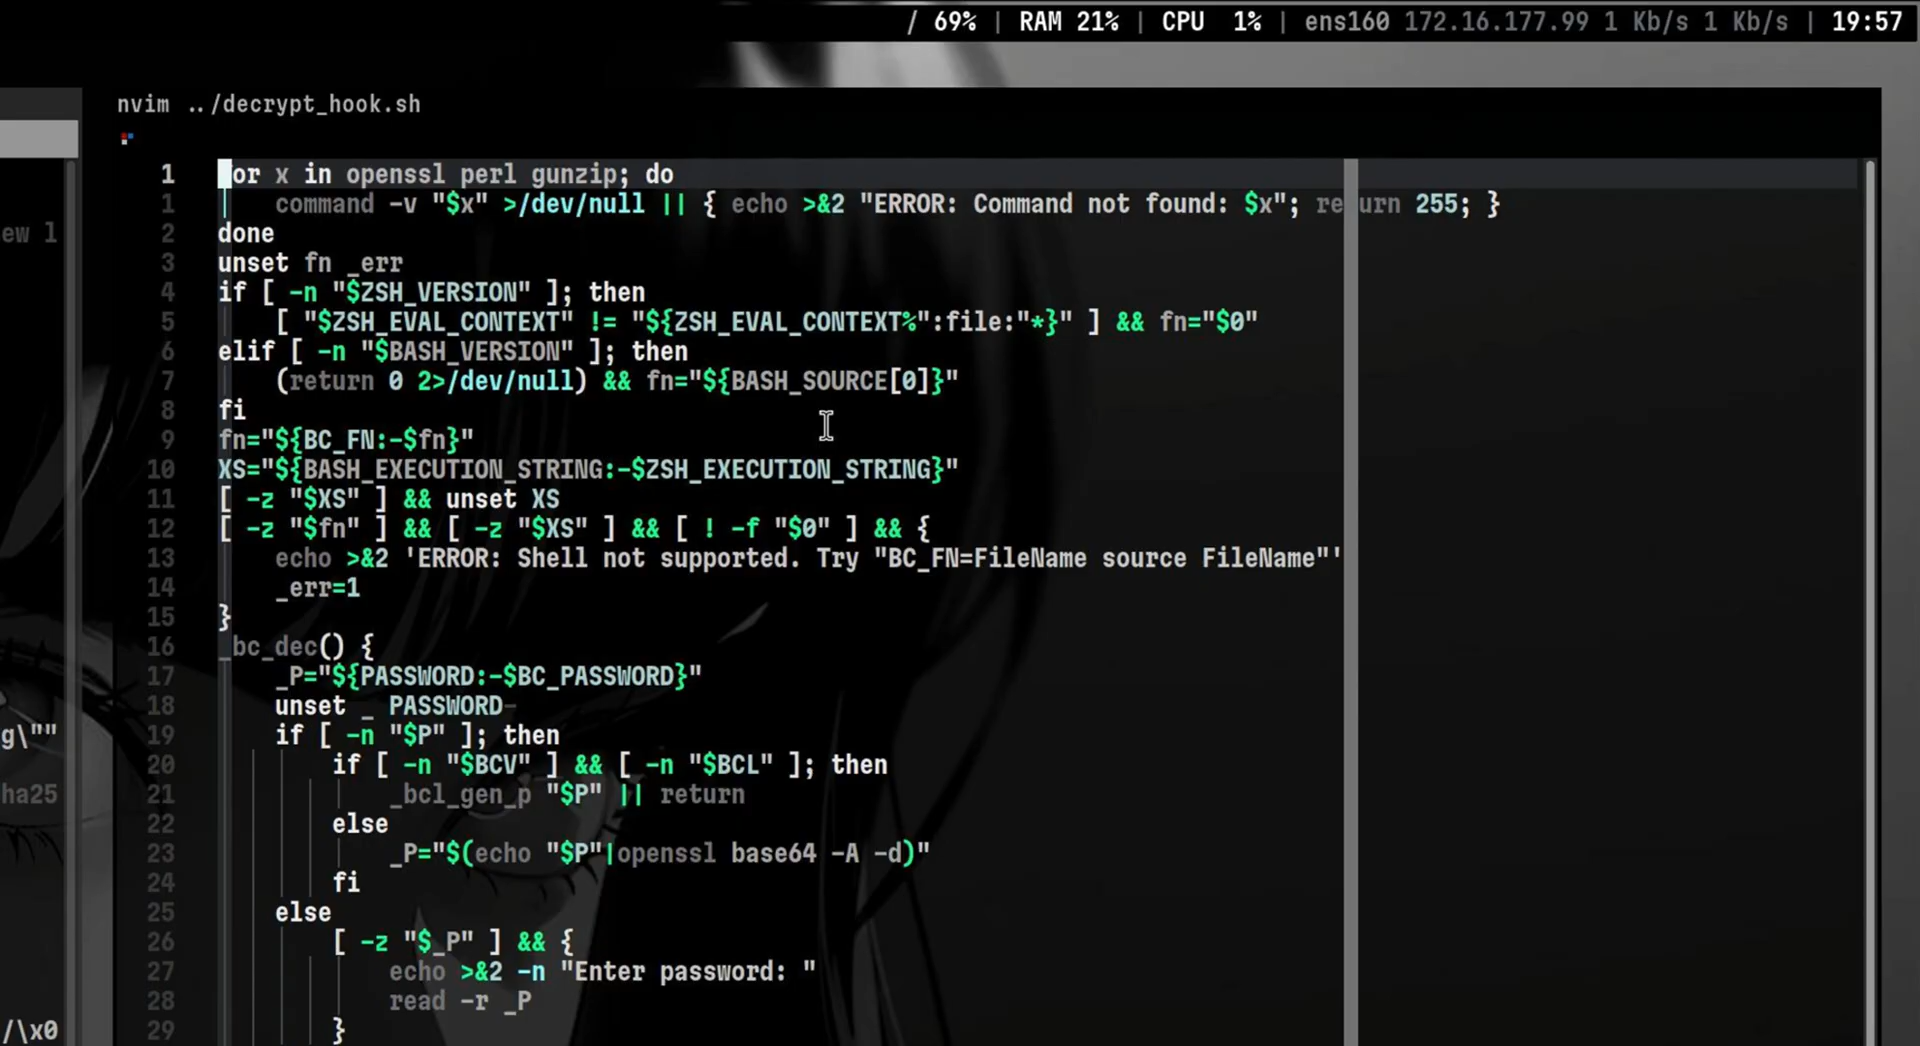 / 69% | RAM 21% | CPU 1% | ens160 172.16.177.99 1 Kb/s 1 Kb/s | 19:57
nvim ../decrypt_hook.sh
1 for x in openssl perl gunzip; do
1 command -v "$x" >/dev/null || { echo >&2 "ERROR: Command not found: $x"; return 255; }
2 done
3 unset fn _err
4 if [ -n "$ZSH_VERSION" ]; then
5 [ "$ZSH_EVAL_CONTEXT" != "${ZSH_EVAL_CONTEXT%":file:"*}" ] && fn="$0"
6 elif [ -n "$BASH_VERSION" ]; then
7 (return 0 2>/dev/null) && fn="${BASH_SOURCE[0]}"
8 fi
9 fn="${BC_FN:-$fn}"
10 XS="${BASH_EXECUTION_STRING:-$ZSH_EXECUTION_STRING}"
11 [ -z "$XS" ] && unset XS
12 [ -z "$fn" ] && [ -z "$XS" ] && [ ! -f "$0" ] && {
13 echo >&2 'ERROR: Shell not supported. Try "BC_FN=FileName source FileName"'
14 _err=1
15 }
16 _bc_dec() {
17 _P="${PASSWORD:-$BC_PASSWORD}"
18 unset _ PASSWORD
19 if [ -n "$P" ]; then
ew l
20 if [ -n "$BCV" ] && [ -n "$BCL" ]; then
g\""
21 _bcl_gen_p "$P" || return
ha25
22 else
23 _P="$(echo "$P"|openssl base64 -A -d)"
24 fi
25 else
26 [ -z "$_P" ] && {
27 echo >&2 -n "Enter password: "
28 read -r _P
29 }
/\x0